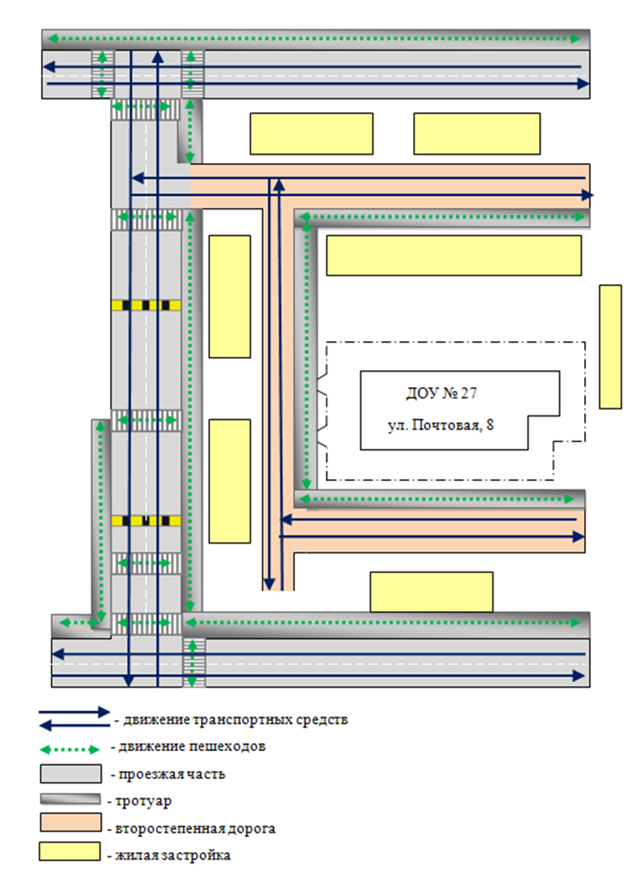 ДОУ № 27
ул. Почтовая, 8
- движение транспортных средств
- движение пешеходов
- проезжая часть
- тротуар
- второстепенная дорога
- жилая застройка